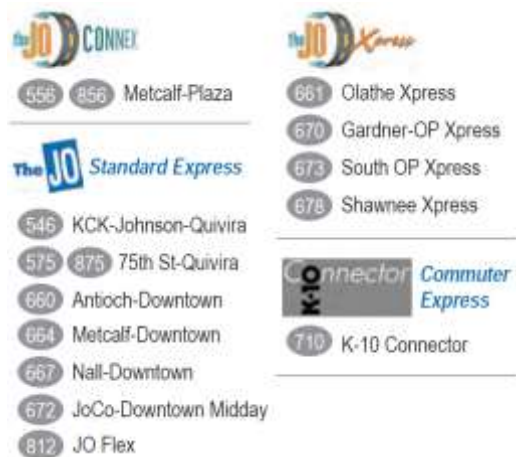 the JO CONNEX
556 856 Metcalf-Plaza
The JO Standard Express
546 KCK-Johnson-Quivira
575 875 75th St-Quivira
660 Antioch-Downtown
664 Metcalf-Downtown
667 Nall-Downtown
672 JoCo-Downtown Midday
812 JO Flex
the JO Xpress
661 Olathe Xpress
670 Gardner-OP Xpress
673 South OP Xpress
678 Shawnee Xpress
K-10 Connector Commuter
Express
710 K-10 Connector